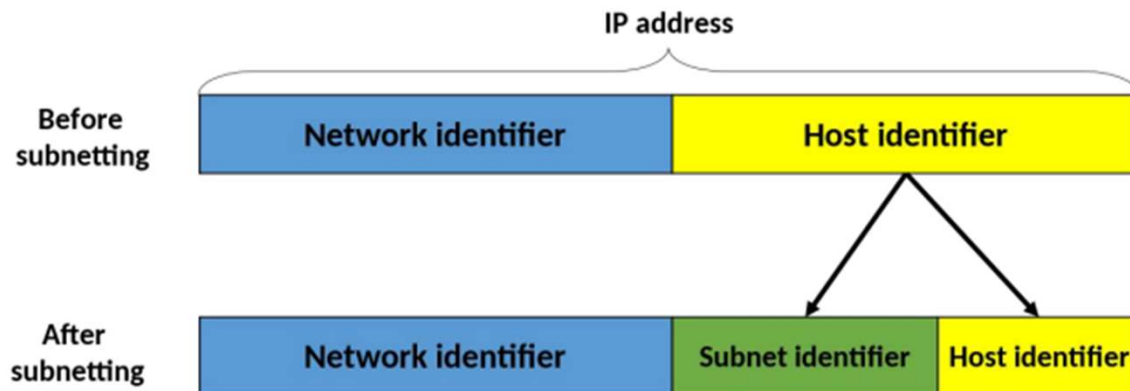 IP address
Before
subnetting
Network identifier
Host identifier
After
subnetting
Network identifier
Subnet identifier
Host identifier